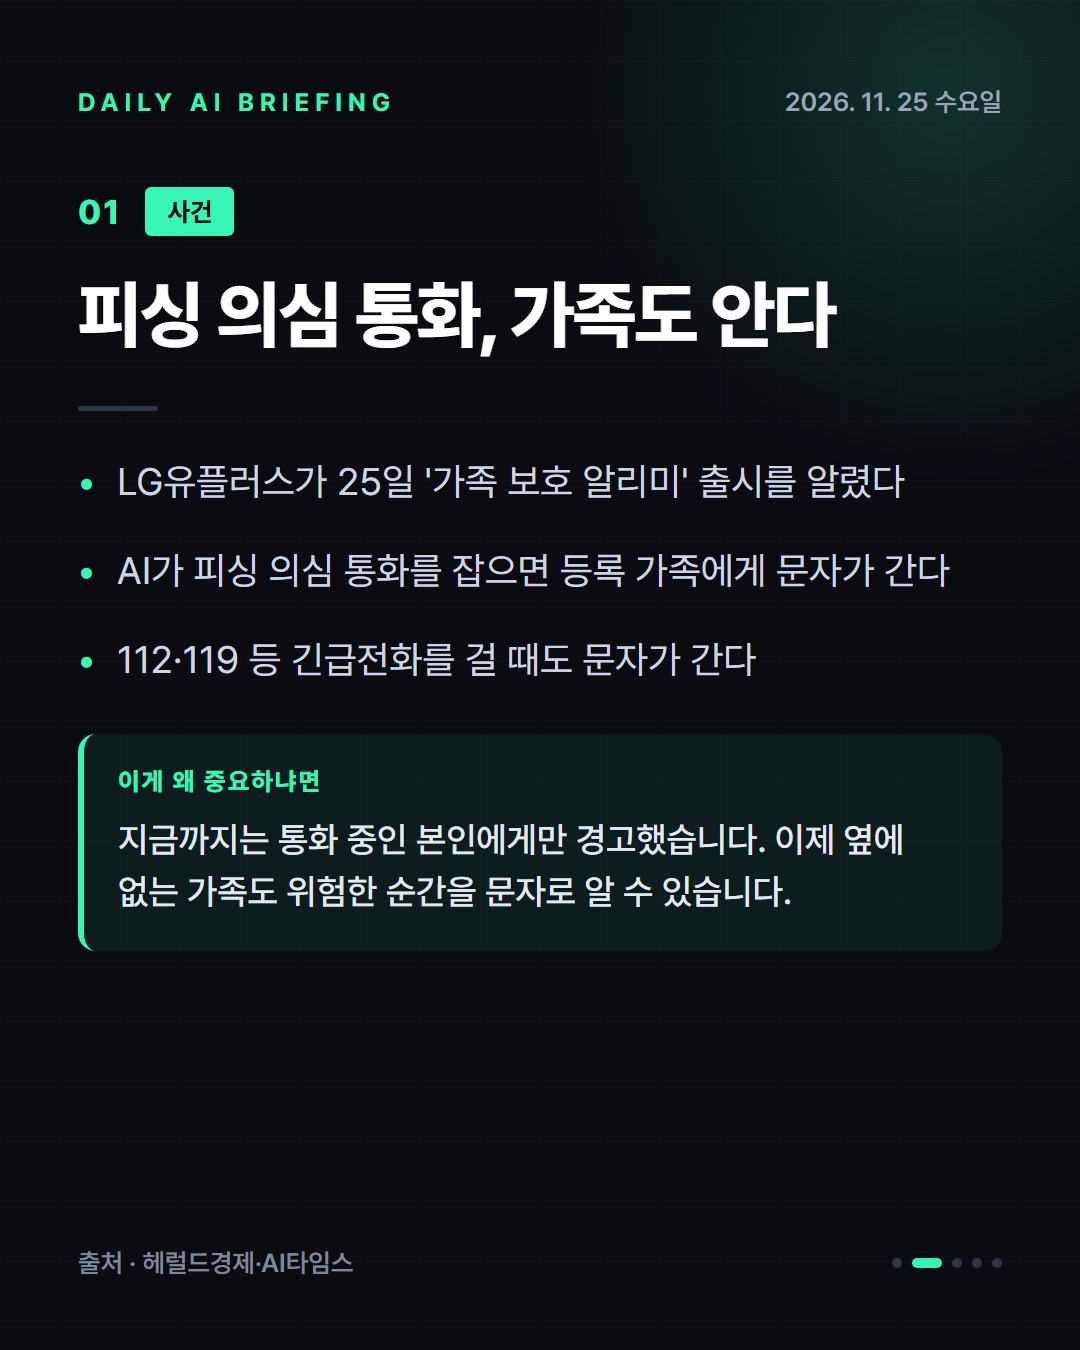 DAILY AI BRIEFING
2026. 11. 25 수요일
01 사건
피싱 의심 통화, 가족도 안다
• LG유플러스가 25일 '가족 보호 알리미' 출시를 알렸다
• AI가 피싱 의심 통화를 잡으면 등록 가족에게 문자가 간다
• 112·119 등 긴급전화를 걸 때도 문자가 간다
이게 왜 중요하냐면
지금까지는 통화 중인 본인에게만 경고했습니다. 이제 옆에
없는 가족도 위험한 순간을 문자로 알 수 있습니다.
출처 · 헤럴드경제·AI타임스